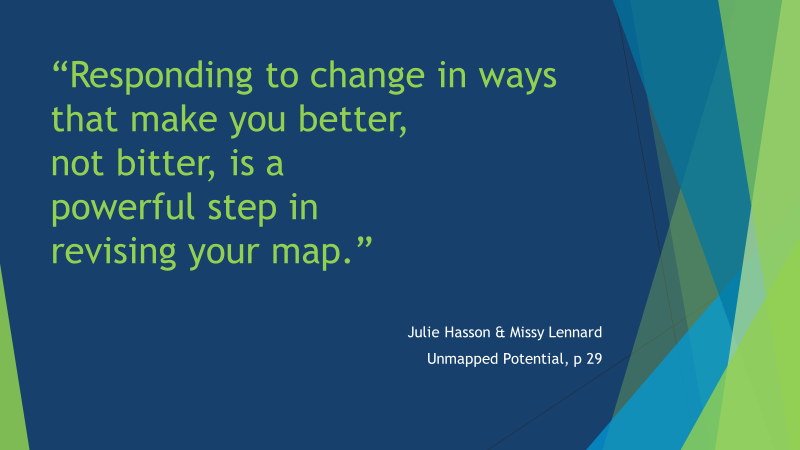 “Responding to change in ways
that make you better,
not bitter, is a
powerful step in
revising your map.”
Julie Hasson & Missy Lennard
Unmapped Potential, p 29